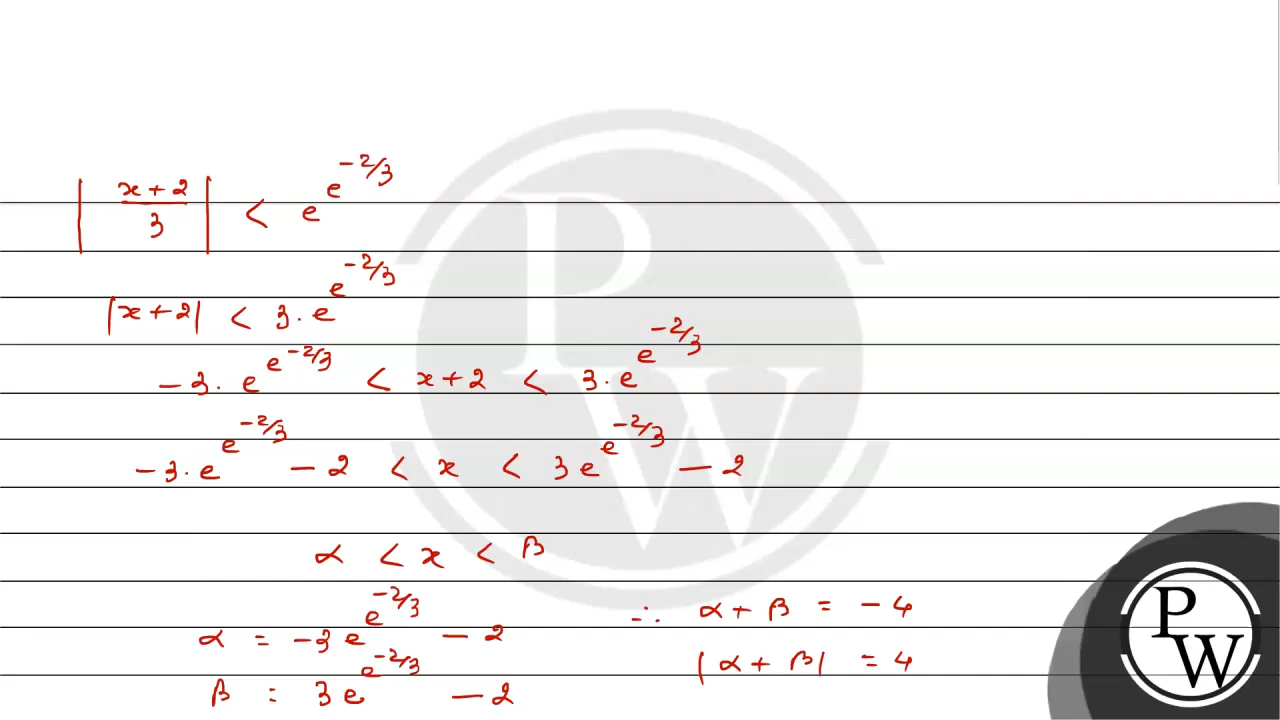 | x+2 / 3 | < e^e^-2/3
|x+2| < 3.e^e^-2/3
-3.e^e^-2/3 < x+2 < 3.e^e^-2/3
-3.e^e^-2/3 - 2 < x < 3e^e^-2/3 - 2
α < x < β
α = -3e^e^-2/3 - 2
β = 3e^e^-2/3 - 2
∴ α+β = -4
|α+β| = 4
PW
PW